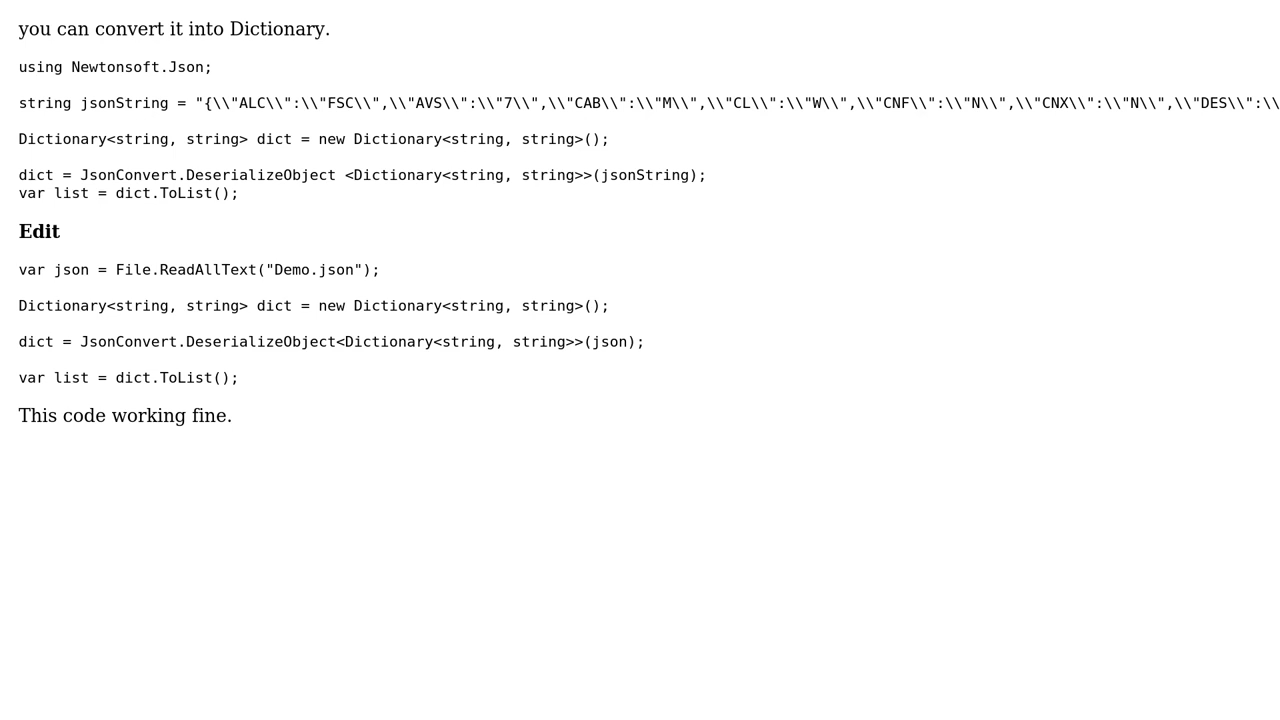 you can convert it into Dictionary.
using Newtonsoft.Json;
string jsonString = "{\\"ALC\\":\\"FSC\\",\\"AVS\\":\\"7\\",\\"CAB\\":\\"M\\",\\"CL\\":\\"W\\",\\"CNF\\":\\"N\\",\\"CNX\\":\\"N\\",\\"DES\\":\\
Dictionary<string, string> dict = new Dictionary<string, string>();
dict = JsonConvert.DeserializeObject <Dictionary<string, string>>(jsonString);
var list = dict.ToList();
Edit
var json = File.ReadAllText("Demo.json");
Dictionary<string, string> dict = new Dictionary<string, string>();
dict = JsonConvert.DeserializeObject<Dictionary<string, string>>(json);
var list = dict.ToList();
This code working fine.